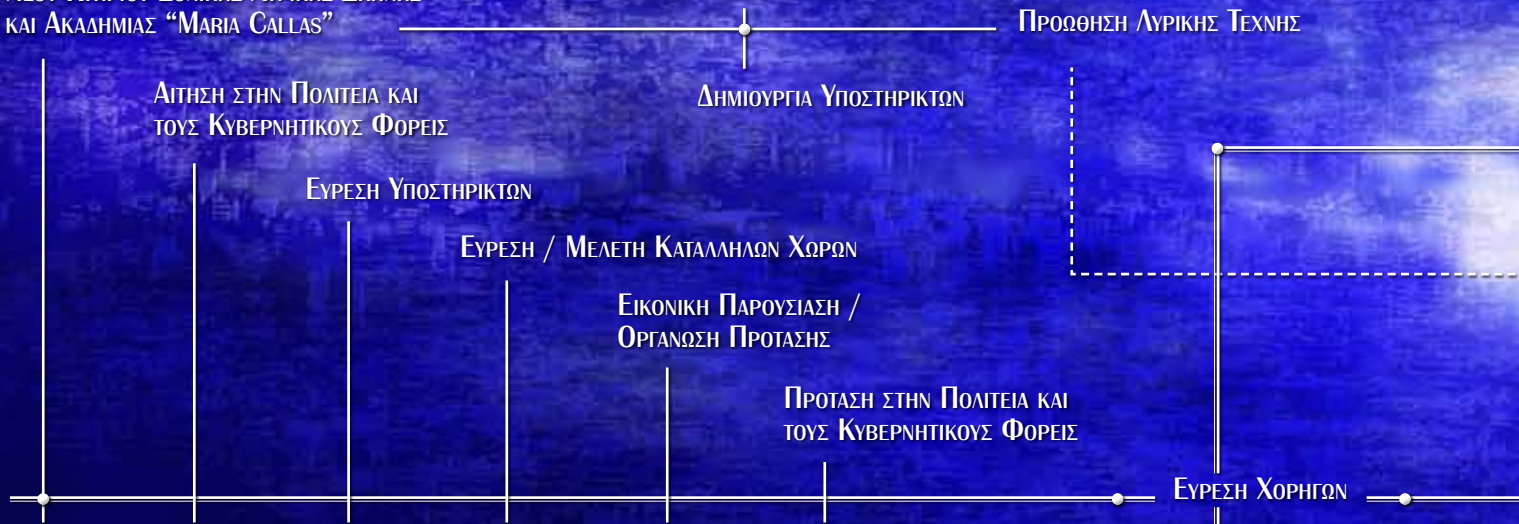 και Ακαδημιας “Maria Callas”
Προωθηση Λυρικης Τεχνης
Αιτηση στην Πολιτεια και
τους Κυβερνητικους Φορεις
Δημιουργια Υποστηρικτων
Ευρεση Υποστηρικτων
Ευρεση / Μελετη Καταλληλων Χωρων
Εικονικη Παρουσιαση /
Οργανωση Προτασης
Προταση στην Πολιτεια και
τους Κυβερνητικους Φορεις
Ευρεση Χορηγων